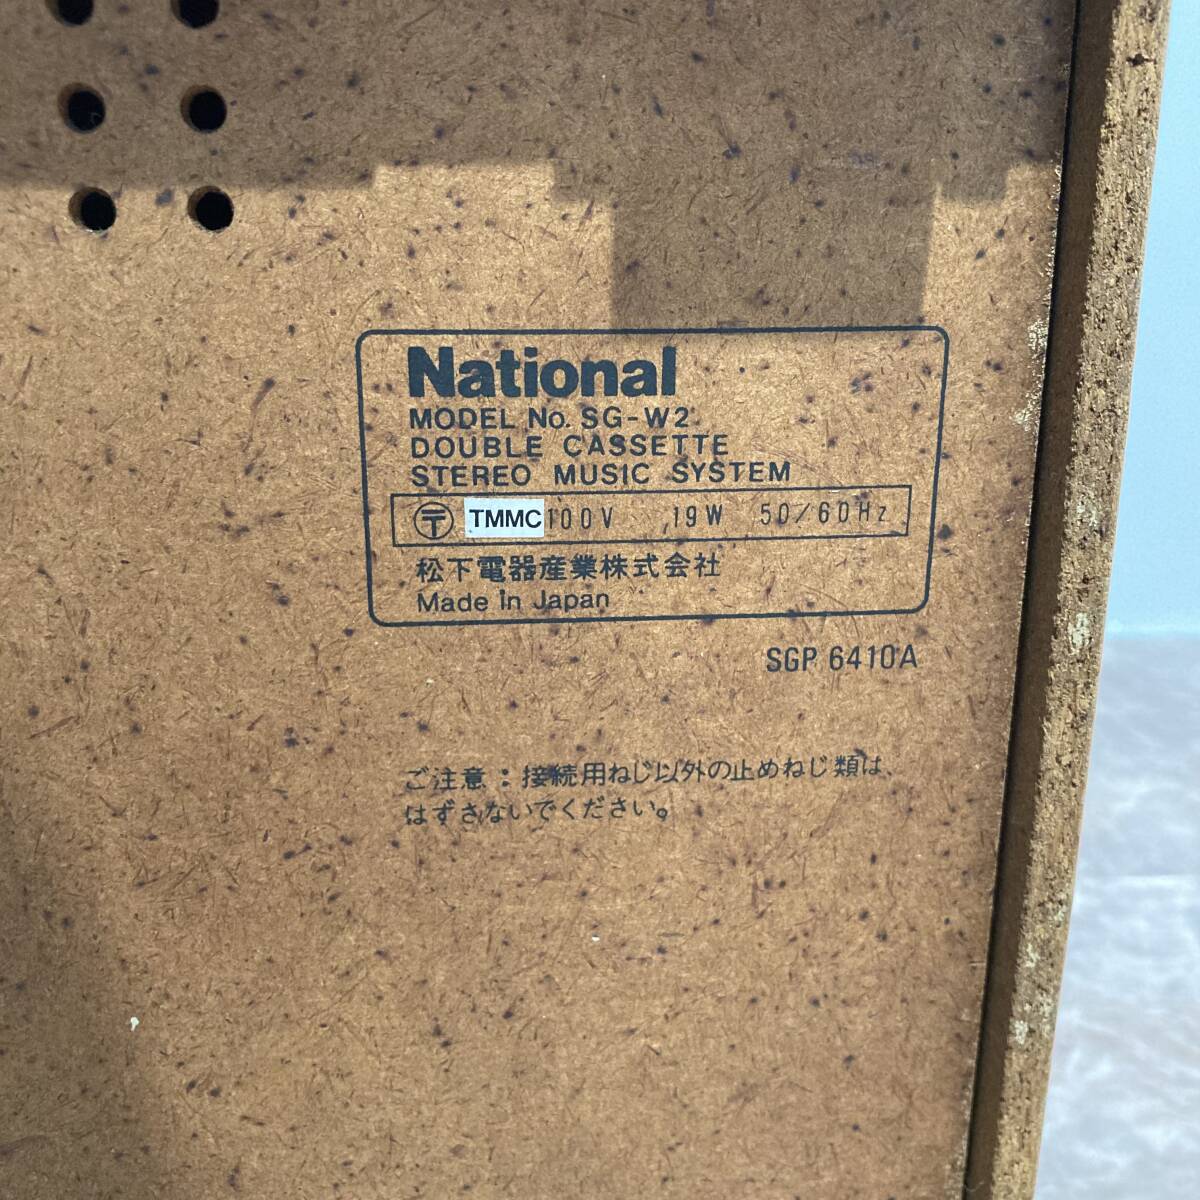 National
MODEL No. SG-W2
DOUBLE CASSETTE
STEREO MUSIC SYSTEM
〒 TMMC 100V 19W 50/60Hz
松下電器産業株式会社
Made in Japan
SGP 6410A
ご注意：接続用ねじ以外の止めねじ類は、
はずさないでください。